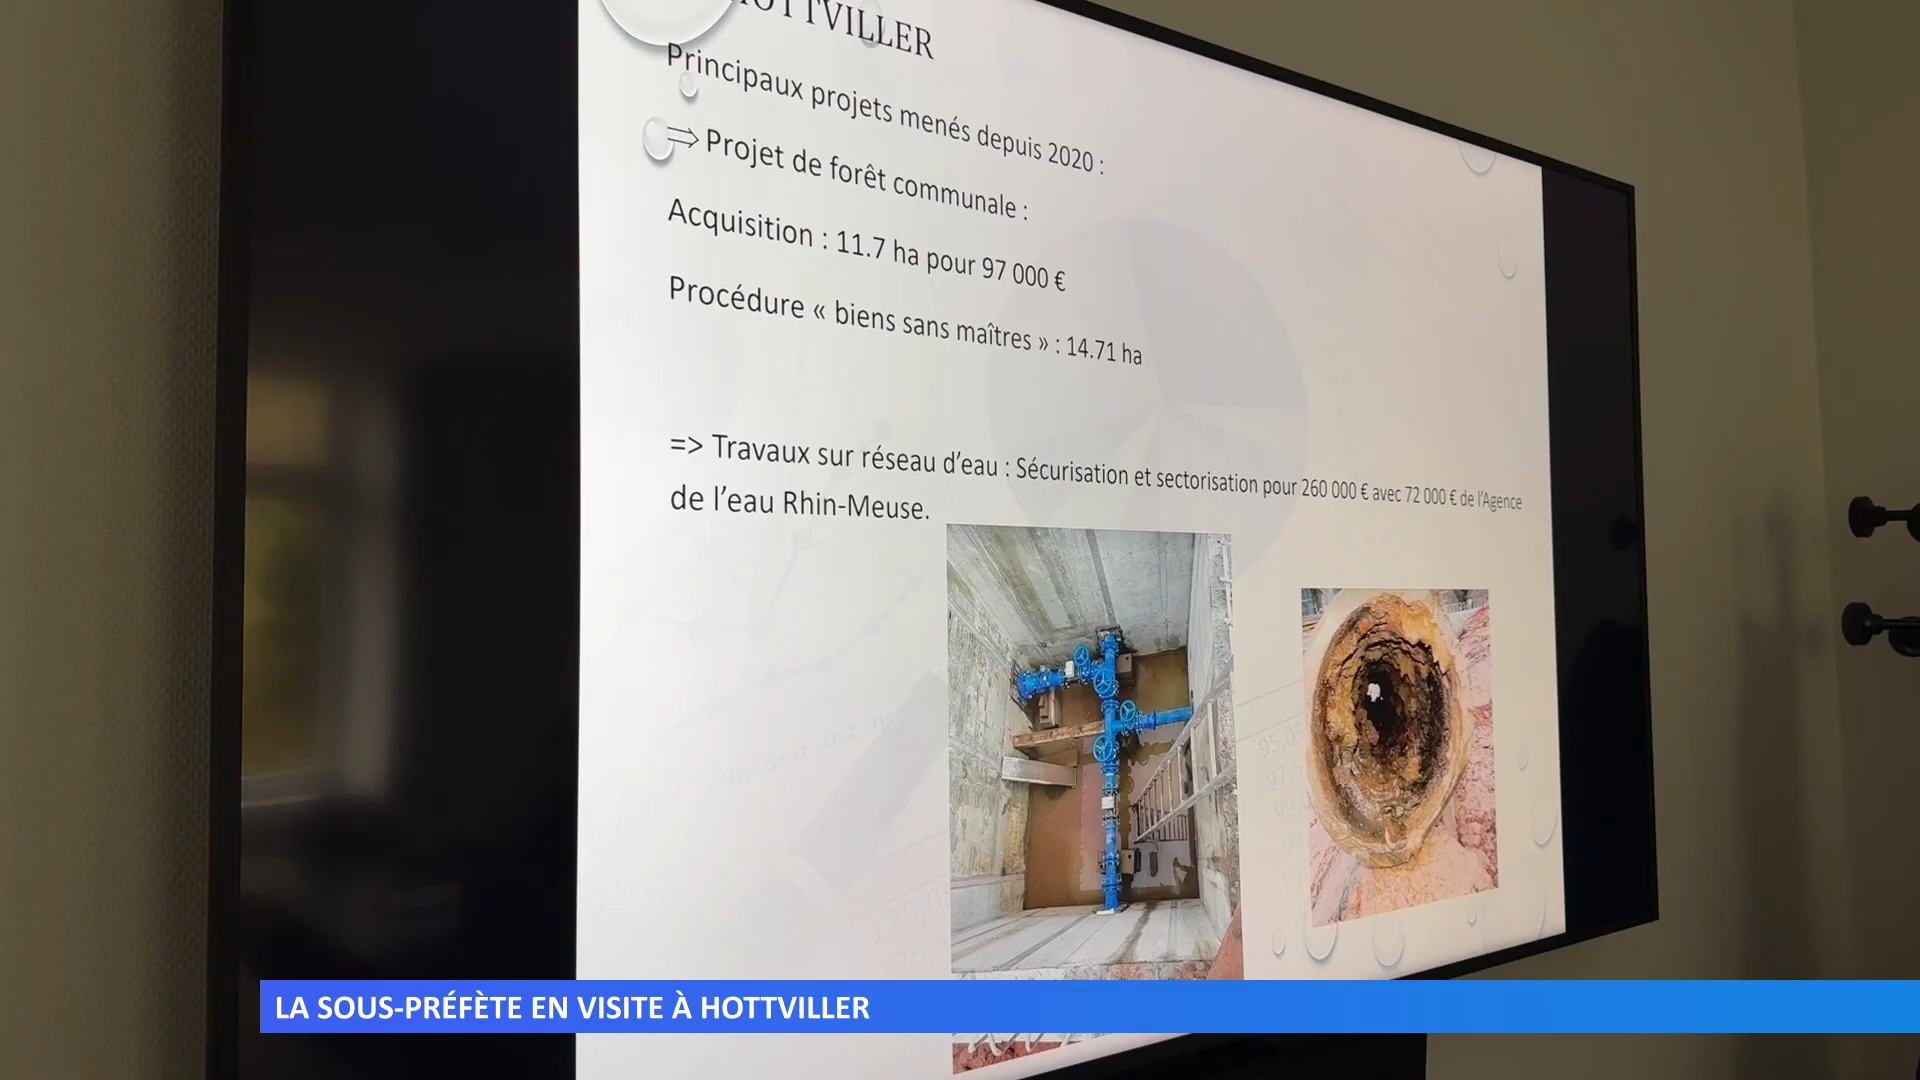 HOTTVILLER
Principaux projets menés depuis 2020 :
⇒ Projet de forêt communale :
Acquisition : 11.7 ha pour 97 000 €
Procédure « biens sans maîtres » : 14.71 ha
=> Travaux sur réseau d’eau : Sécurisation et sectorisation pour 260 000 € avec 72 000 € de l’Agence
de l’eau Rhin-Meuse.
LA SOUS-PRÉFÈTE EN VISITE À HOTTVILLER